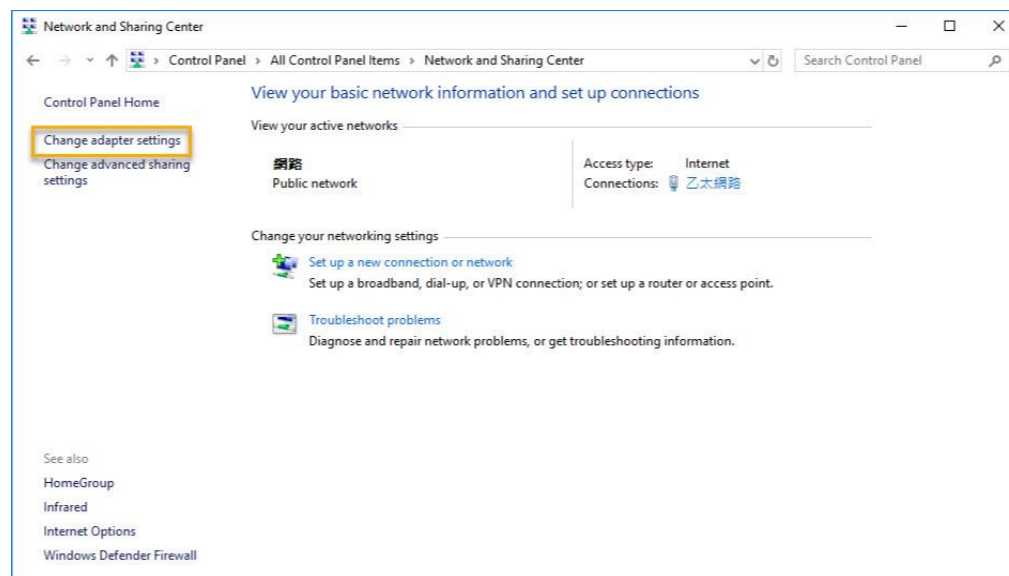 Network and Sharing Center
Control Panel > All Control Panel Items > Network and Sharing Center
Search Control Panel
Control Panel Home
Change adapter settings
Change advanced sharing
settings
View your basic network information and set up connections
View your active networks
網路
Public network
Access type: Internet
Connections: 乙太網路
Change your networking settings
Set up a new connection or network
Set up a broadband, dial-up, or VPN connection; or set up a router or access point.
Troubleshoot problems
Diagnose and repair network problems, or get troubleshooting information.
See also
HomeGroup
Infrared
Internet Options
Windows Defender Firewall